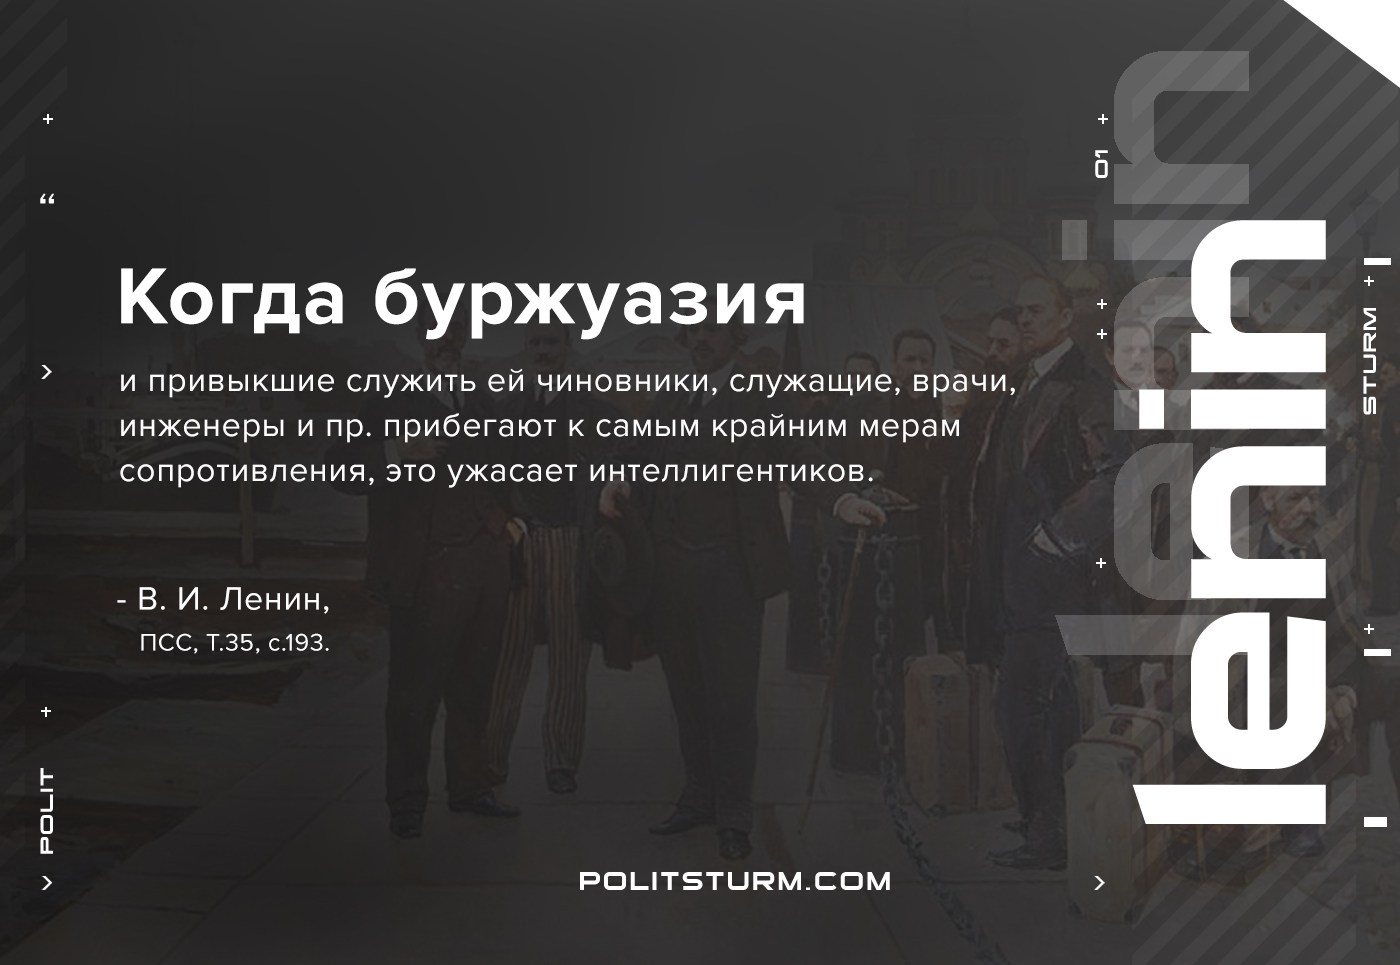 +
“
Когда буржуазия
и привыкшие служить ей чиновники, служащие, врачи,
инженеры и пр. прибегают к самым крайним мерам
сопротивления, это ужасает интеллигентиков.
- В. И. Ленин,
ПСС, Т.35, с.193.
POLIT
POLITSTURM.COM
01
lenin
lenin
STURM